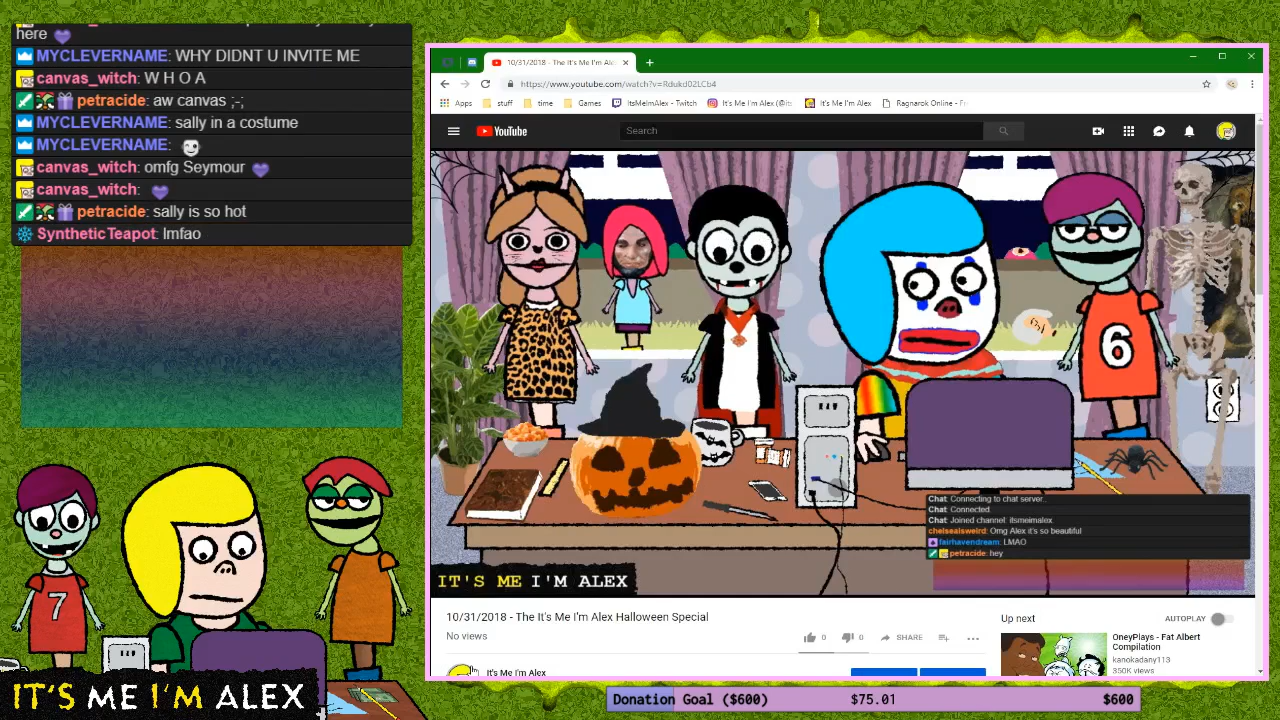 here
MYCLEVERNAME: WHY DIDNT U INVITE ME
canvas_witch: W H O A
petracide: aw canvas ;-;
MYCLEVERNAME: sally in a costume
MYCLEVERNAME:
canvas_witch: omfg Seymour
canvas_witch:
petracide: sally is so hot
SyntheticTeapot: lmfao
7
IT'S ME I'M ALEX
10/31/2018 - The It's Me I'm Ale
https://www.youtube.com/watch?v=Rdukd02LCb4
Apps stuff time Games ItsMeImAlex - Twitch It's Me I'm Alex (@its It's Me I'm Alex Ragnarok Online - Fr
YouTube
Search
6
Chat: Connecting to chat server..
Chat: Connected.
Chat: Joined channel: itsmeimalex
chelsealsweird: Omg Alex it's so beautiful
fairhavendream: LMAO
petracide: hey
IT'S ME I'M ALEX
10/31/2018 - The It's Me I'm Alex Halloween Special
No views
0 0 SHARE
It's Me I'm Alex
Up next AUTOPLAY
OneyPlays - Fat Albert
Compilation
kanokadany113
350K views
Donation Goal ($600) $75.01 $600